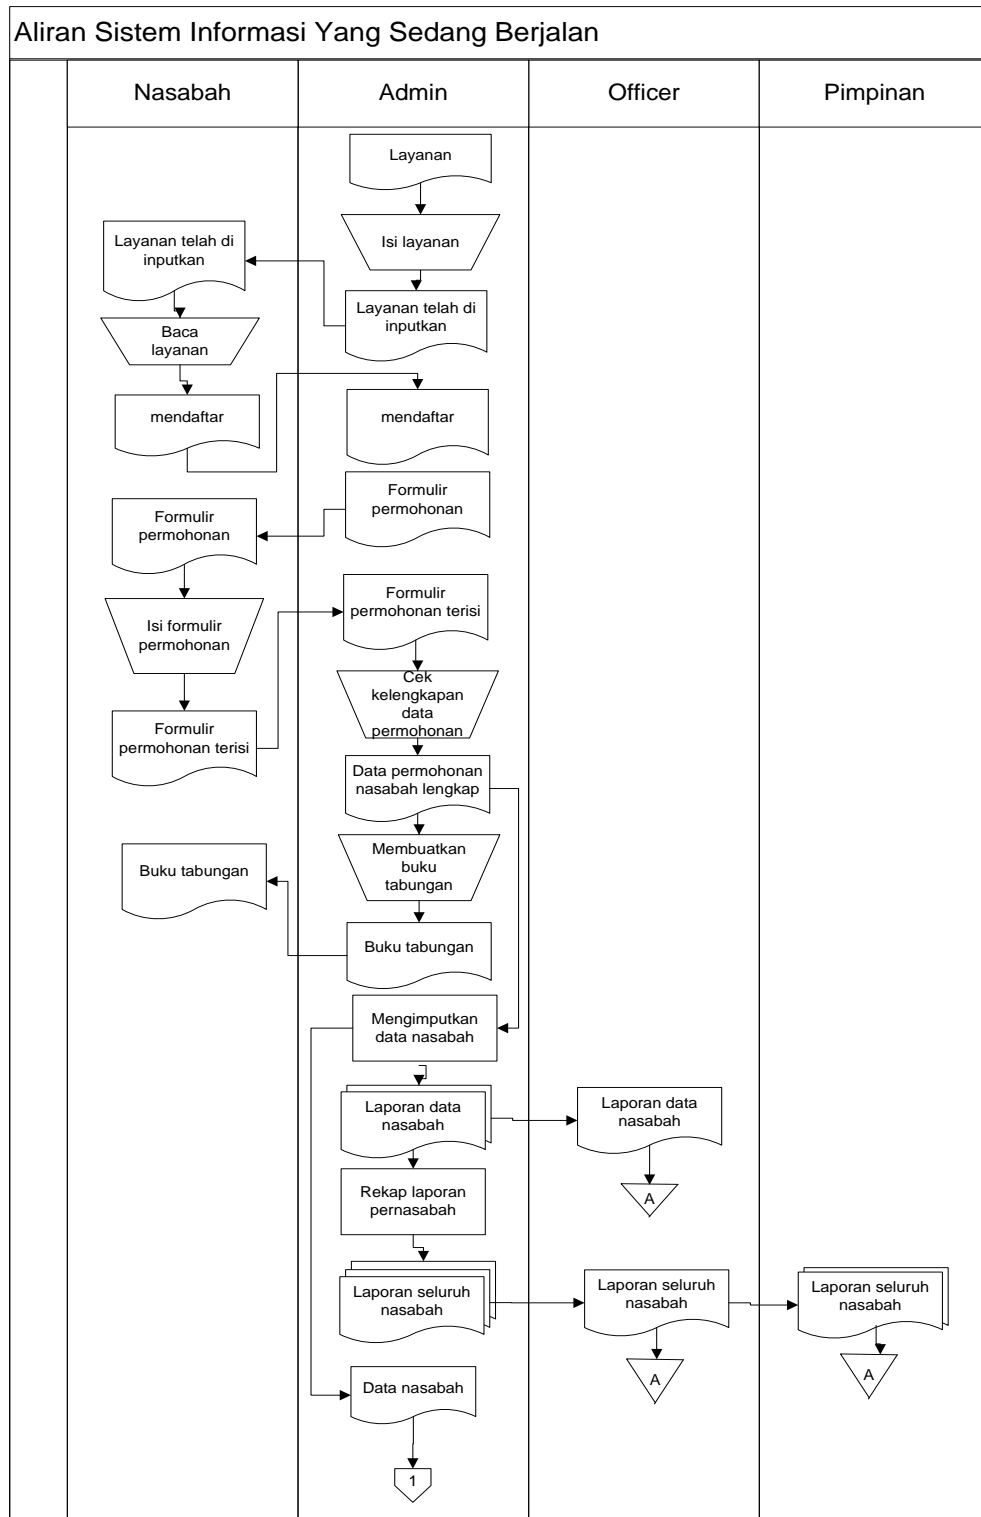 Aliran Sistem Informasi Yang Sedang Berjalan
Nasabah
Admin
Officer
Pimpinan
Layanan
Isi layanan
Layanan telah di
inputkan
Layanan telah di
inputkan
Baca
layanan
mendaftar
mendaftar
Formulir
permohonan
Formulir
permohonan
Isi formulir
permohonan
Formulir
permohonan terisi
Formulir
permohonan terisi
Cek
kelengkapan
data
permohonan
Data permohonan
nasabah lengkap
Membuatkan
buku
tabungan
Buku tabungan
Buku tabungan
Mengimputkan
data nasabah
Laporan data
nasabah
Laporan data
nasabah
A
Rekap laporan
pernasabah
Laporan seluruh
nasabah
Laporan seluruh
nasabah
Laporan seluruh
nasabah
A
A
Data nasabah
1